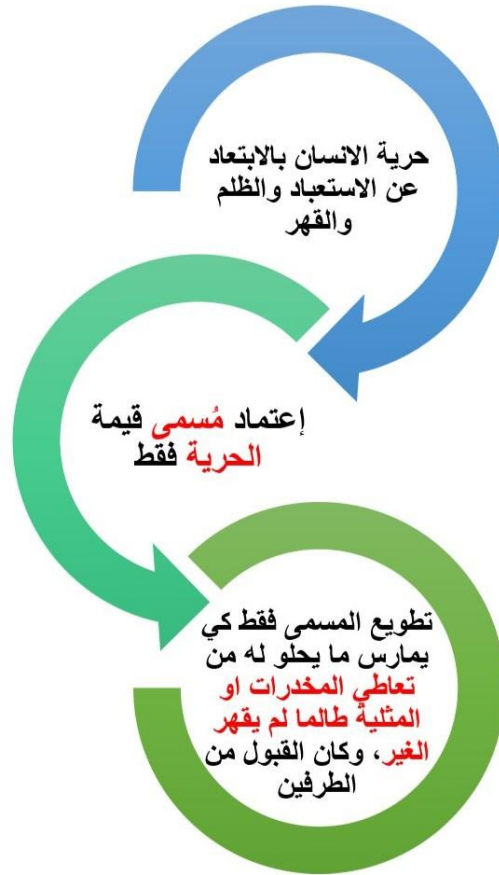 حرية الانسان بالابتعاد
عن الاستعباد والظلم
والقهر
إعتماد مُسمى قيمة
الحرية فقط
تطويع المسمى فقط كي
يمارس ما يحلو له من
تعاطي المخدرات او
المثلية طالما لم يقهر
الغير، وكان القبول من
الطرفين